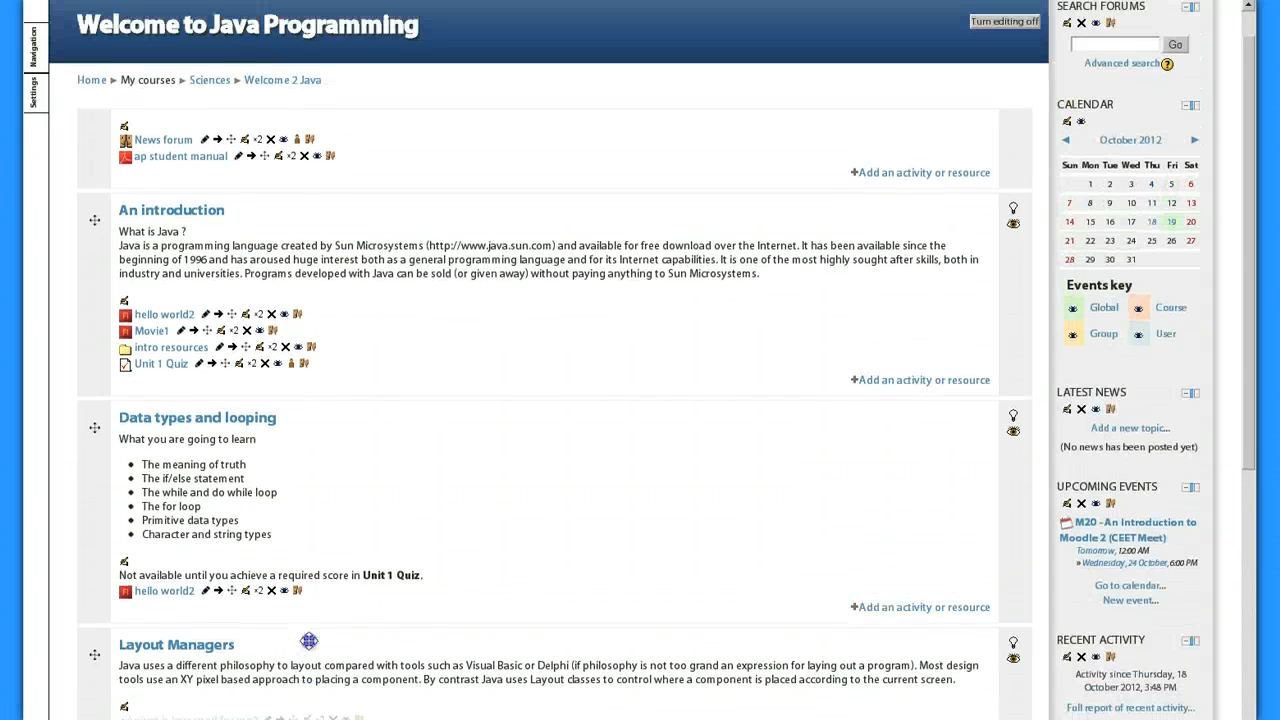 Welcome to Java Programming
Turn editing off
Navigation
Settings
Home ► My courses ► Sciences ► Welcome 2 Java
News forum ×2
ap student manual ×2
Add an activity or resource
An introduction
What is Java ?
Java is a programming language created by Sun Microsystems (http://www.java.sun.com) and available for free download over the Internet. It has been available since the
beginning of 1996 and has aroused huge interest both as a general programming language and for its Internet capabilities. It is one of the most highly sought after skills, both in
industry and universities. Programs developed with Java can be sold (or given away) without paying anything to Sun Microsystems.
hello world2 ×2
Movie1 ×2
intro resources ×2
Unit 1 Quiz ×2
Add an activity or resource
Data types and looping
What you are going to learn
The meaning of truth
The if/else statement
The while and do while loop
The for loop
Primitive data types
Character and string types
Not available until you achieve a required score in Unit 1 Quiz.
hello world2 ×2
Add an activity or resource
Layout Managers
Java uses a different philosophy to layout compared with tools such as Visual Basic or Delphi (if philosophy is not too grand an expression for laying out a program). Most design
tools use an XY pixel based approach to placing a component. By contrast Java uses Layout classes to control where a component is placed according to the current screen.
SEARCH FORUMS
Go
Advanced search
CALENDAR
◄ October 2012 ►
Sun Mon Tue Wed Thu Fri Sat
1 2 3 4 5 6
7 8 9 10 11 12 13
14 15 16 17 18 19 20
21 22 23 24 25 26 27
28 29 30 31
Events key
Global Course
Group User
LATEST NEWS
Add a new topic...
(No news has been posted yet)
UPCOMING EVENTS
M20 - An Introduction to
Moodle 2 (CEET Meet)
Tomorrow, 12:00 AM
» Wednesday, 24 October, 6:00 PM
Go to calendar...
New event...
RECENT ACTIVITY
Activity since Thursday, 18
October 2012, 3:48 PM
Full report of recent activity...